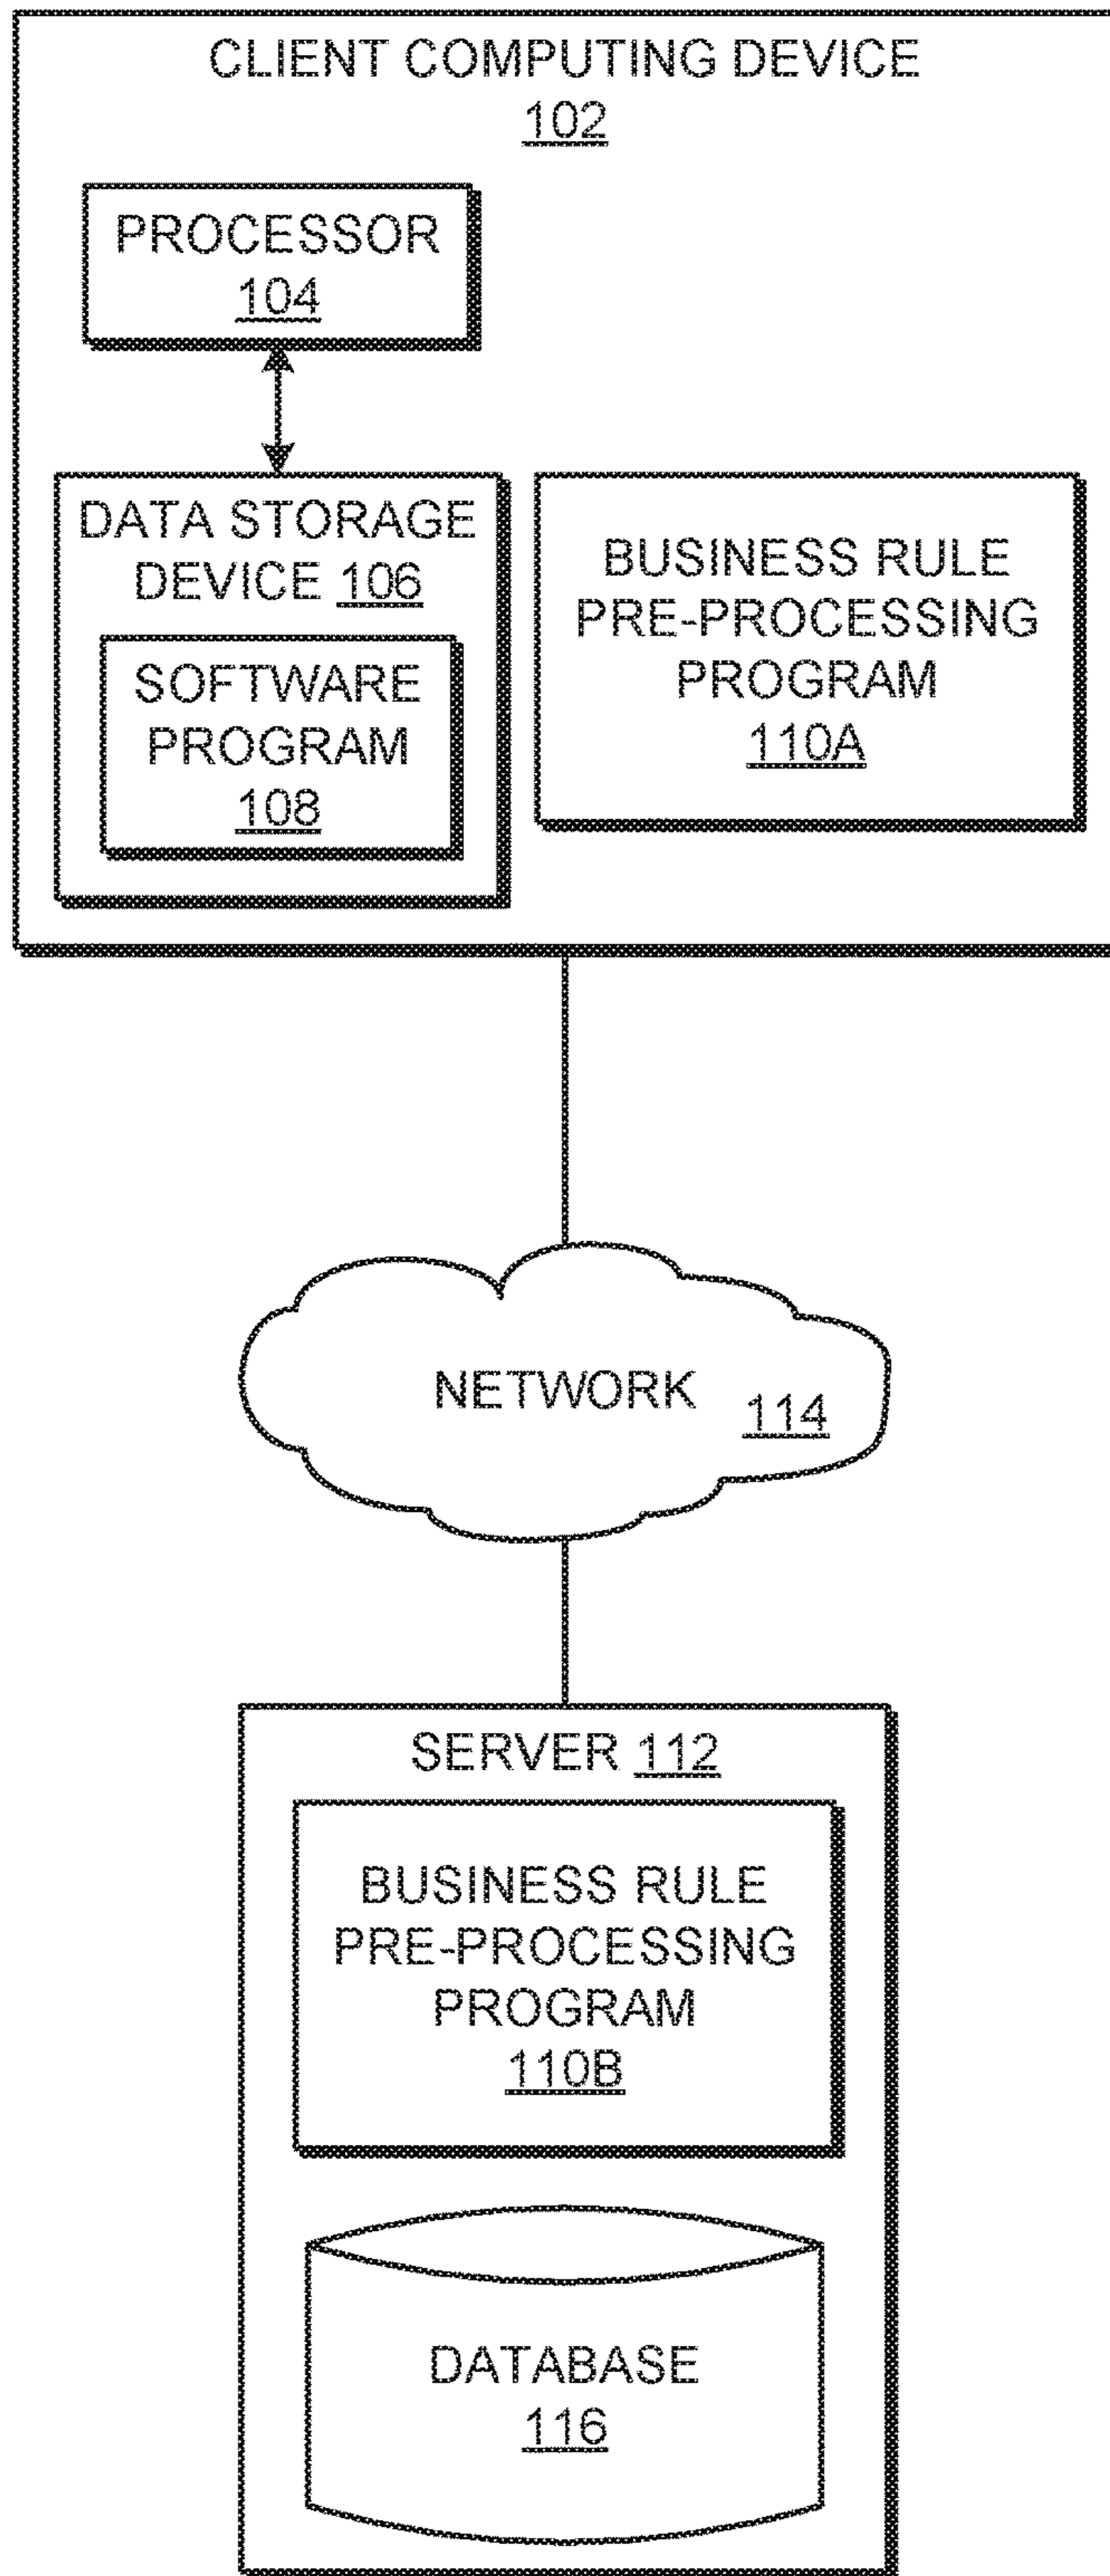 CLIENT COMPUTING DEVICE
102
PROCESSOR
104
DATA STORAGE
DEVICE 106
SOFTWARE
PROGRAM
108
BUSINESS RULE
PRE-PROCESSING
PROGRAM
110A
NETWORK 114
SERVER 112
BUSINESS RULE
PRE-PROCESSING
PROGRAM
110B
DATABASE
116